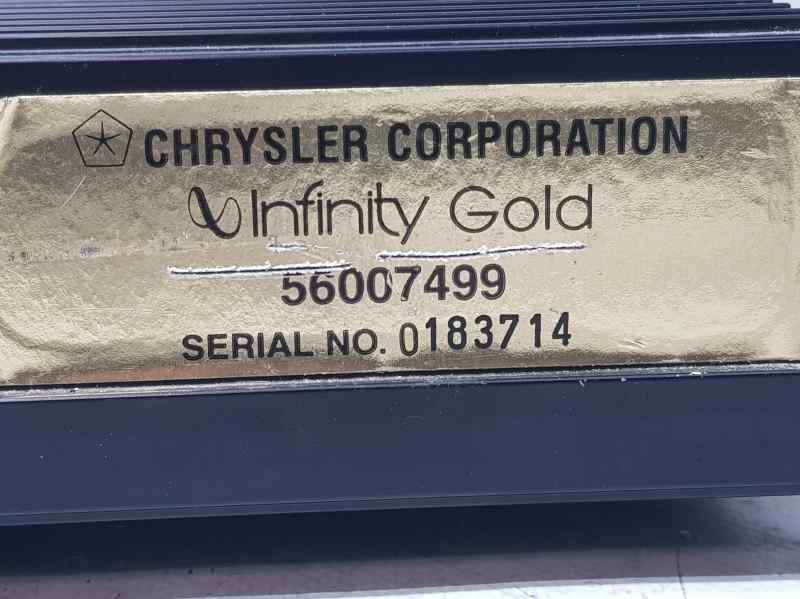 CHRYSLER CORPORATION
Infinity Gold
56007499
SERIAL NO. 0183714